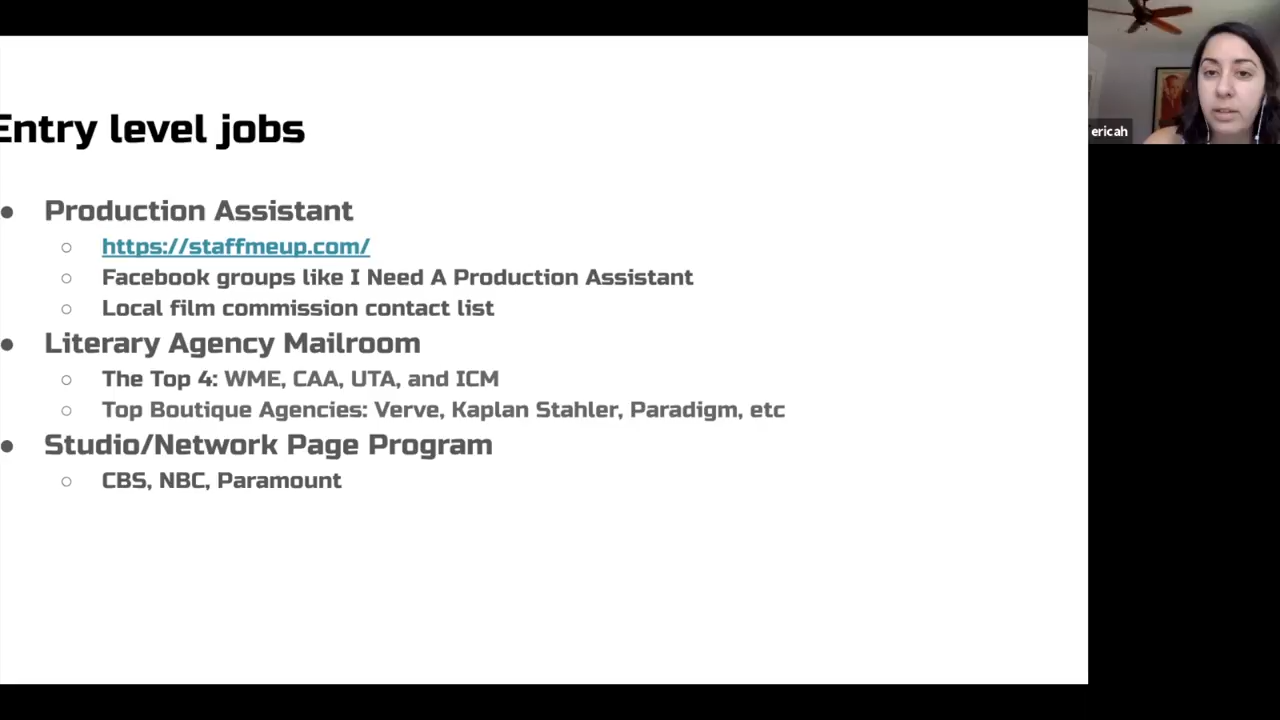 Entry level jobs
ericah
● Production Assistant
○ https://staffmeup.com/
○ Facebook groups like I Need A Production Assistant
○ Local film commission contact list
● Literary Agency Mailroom
○ The Top 4: WME, CAA, UTA, and ICM
○ Top Boutique Agencies: Verve, Kaplan Stahler, Paradigm, etc
● Studio/Network Page Program
○ CBS, NBC, Paramount